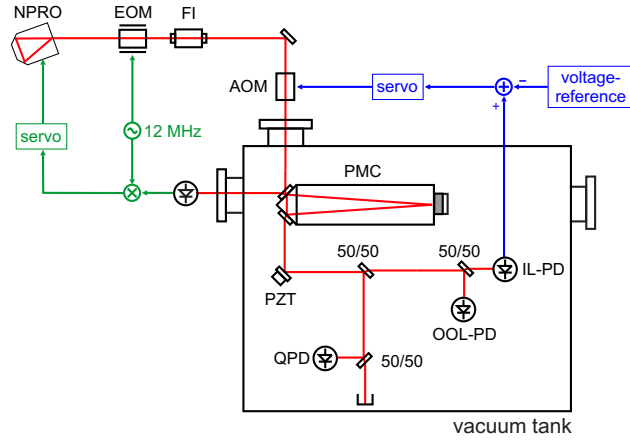 NPRO
EOM
FI
AOM
servo
+
−
voltage-
reference
+
servo
12 MHz
PMC
50/50
50/50
PZT
IL-PD
OOL-PD
QPD
50/50
vacuum tank